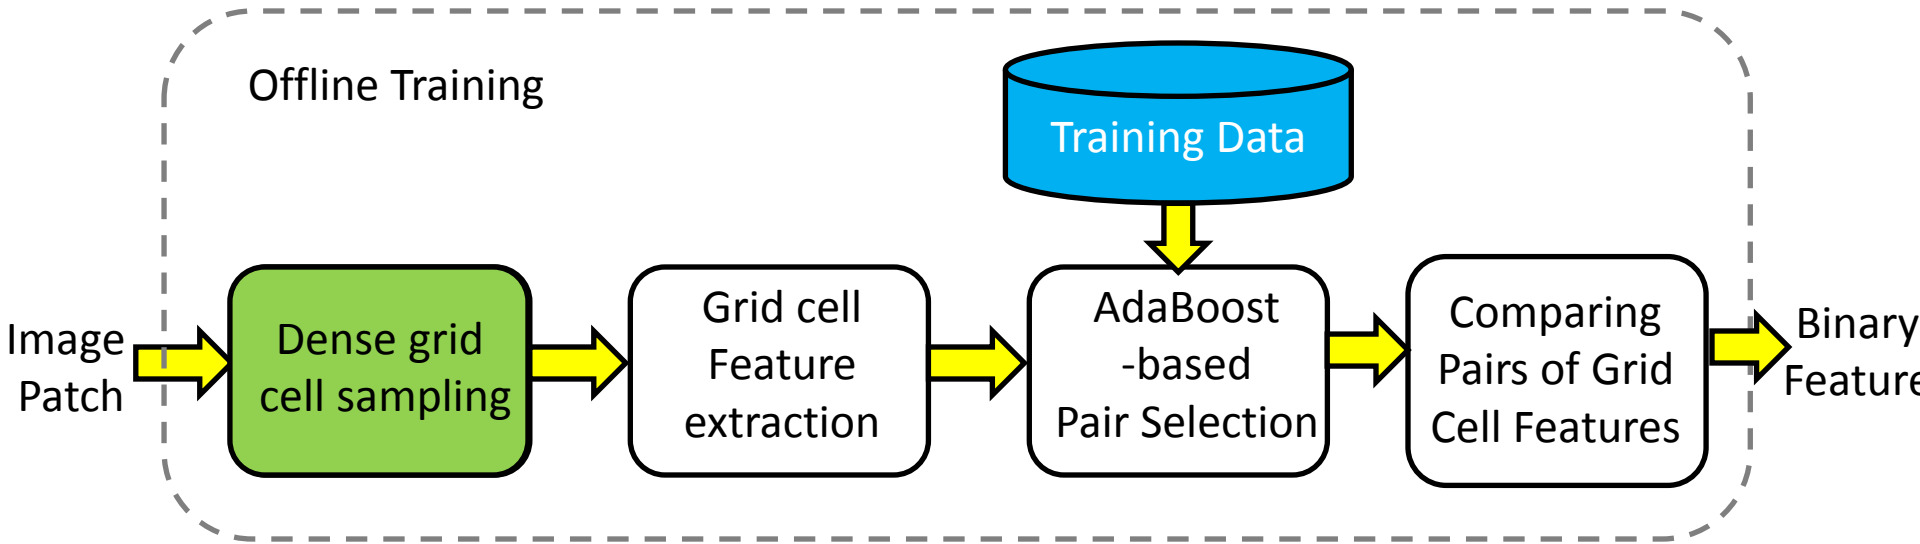 Offline Training
Training Data
Image
Patch
Dense grid
cell sampling
Grid cell
Feature
extraction
AdaBoost
-based
Pair Selection
Comparing
Pairs of Grid
Cell Features
Binary
Feature